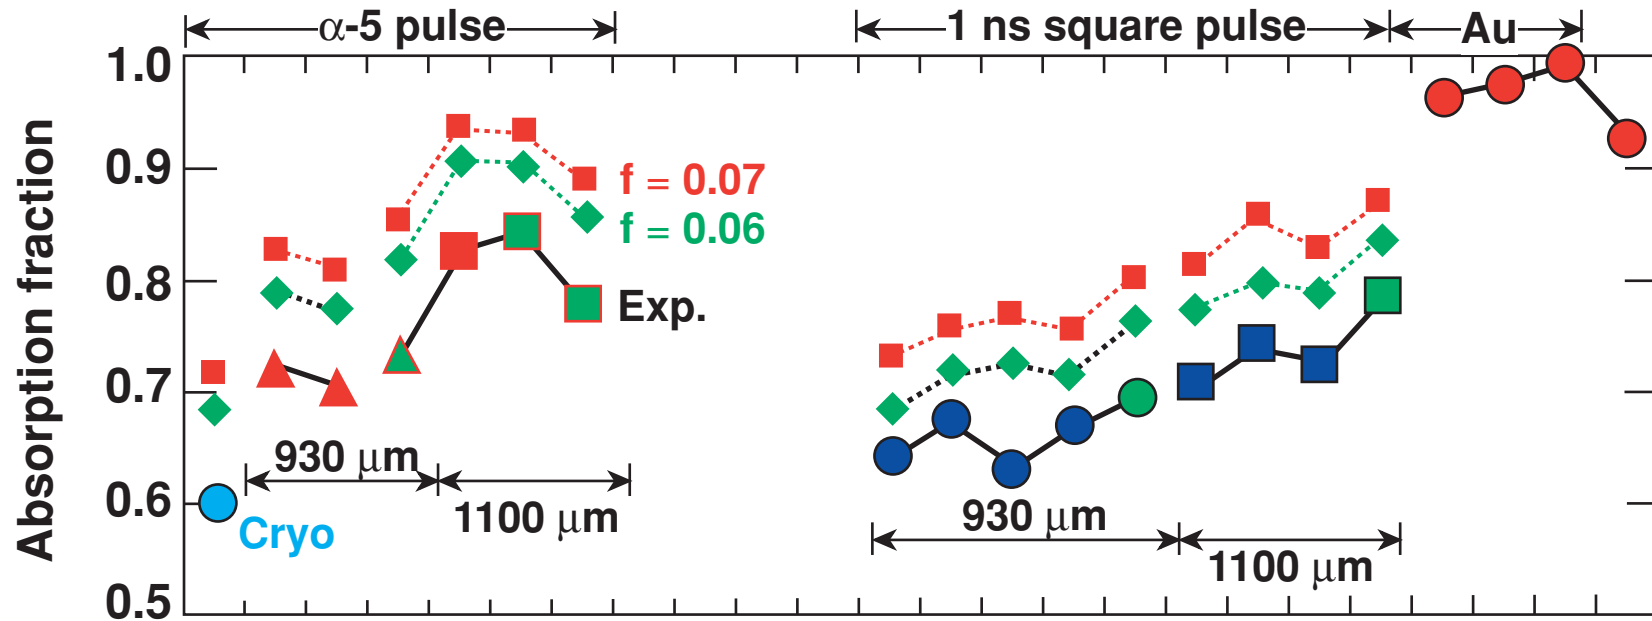 α-5 pulse
1 ns square pulse
Au
1.0
0.9
0.8
0.7
0.6
0.5
Absorption fraction
f = 0.07
f = 0.06
Exp.
930 μm
1100 μm
Cryo
930 μm
1100 μm